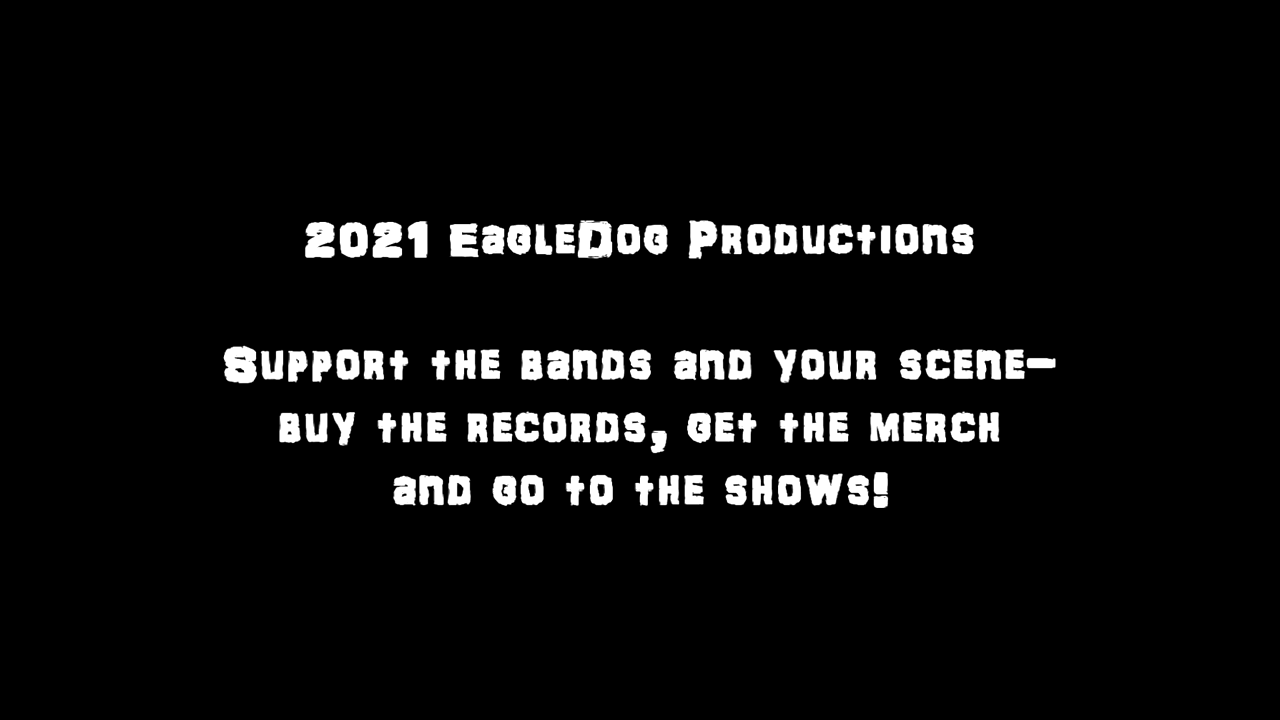 2021 EagleDog Productions
Support the bands and your scene-
buy the records, get the merch
and go to the shows!